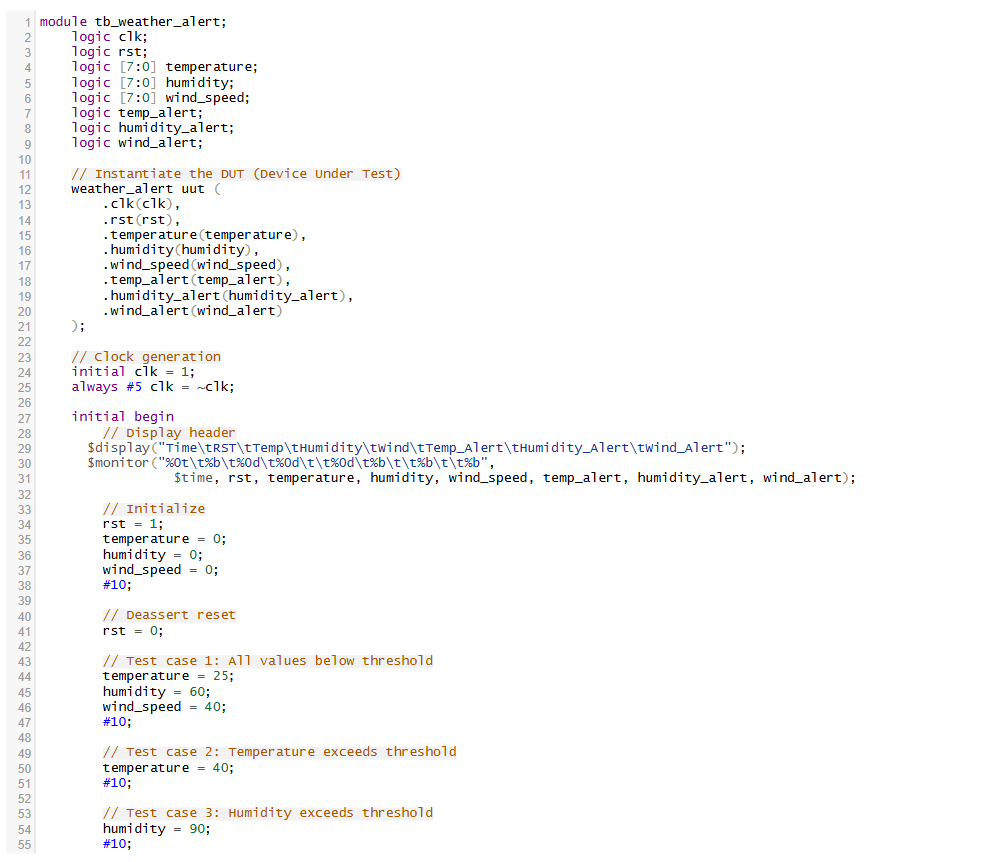 1 module tb_weather_alert;
2     logic clk;
3     logic rst;
4     logic [7:0] temperature;
5     logic [7:0] humidity;
6     logic [7:0] wind_speed;
7     logic temp_alert;
8     logic humidity_alert;
9     logic wind_alert;
10
11     // Instantiate the DUT (Device Under Test)
12     weather_alert uut (
13         .clk(clk),
14         .rst(rst),
15         .temperature(temperature),
16         .humidity(humidity),
17         .wind_speed(wind_speed),
18         .temp_alert(temp_alert),
19         .humidity_alert(humidity_alert),
20         .wind_alert(wind_alert)
21     );
22
23     // Clock generation
24     initial clk = 1;
25     always #5 clk = ~clk;
26
27     initial begin
28         // Display header
29       $display("Time\tRST\tTemp\tHumidity\tWind\tTemp_Alert\tHumidity_Alert\tWind_Alert");
30       $monitor("%0t\t%b\t%0d\t%0d\t\t%0d\t%b\t\t%b\t\t%b",
31                  $time, rst, temperature, humidity, wind_speed, temp_alert, humidity_alert, wind_alert);
32
33         // Initialize
34         rst = 1;
35         temperature = 0;
36         humidity = 0;
37         wind_speed = 0;
38         #10;
39
40         // Deassert reset
41         rst = 0;
42
43         // Test case 1: All values below threshold
44         temperature = 25;
45         humidity = 60;
46         wind_speed = 40;
47         #10;
48
49         // Test case 2: Temperature exceeds threshold
50         temperature = 40;
51         #10;
52
53         // Test case 3: Humidity exceeds threshold
54         humidity = 90;
55         #10;